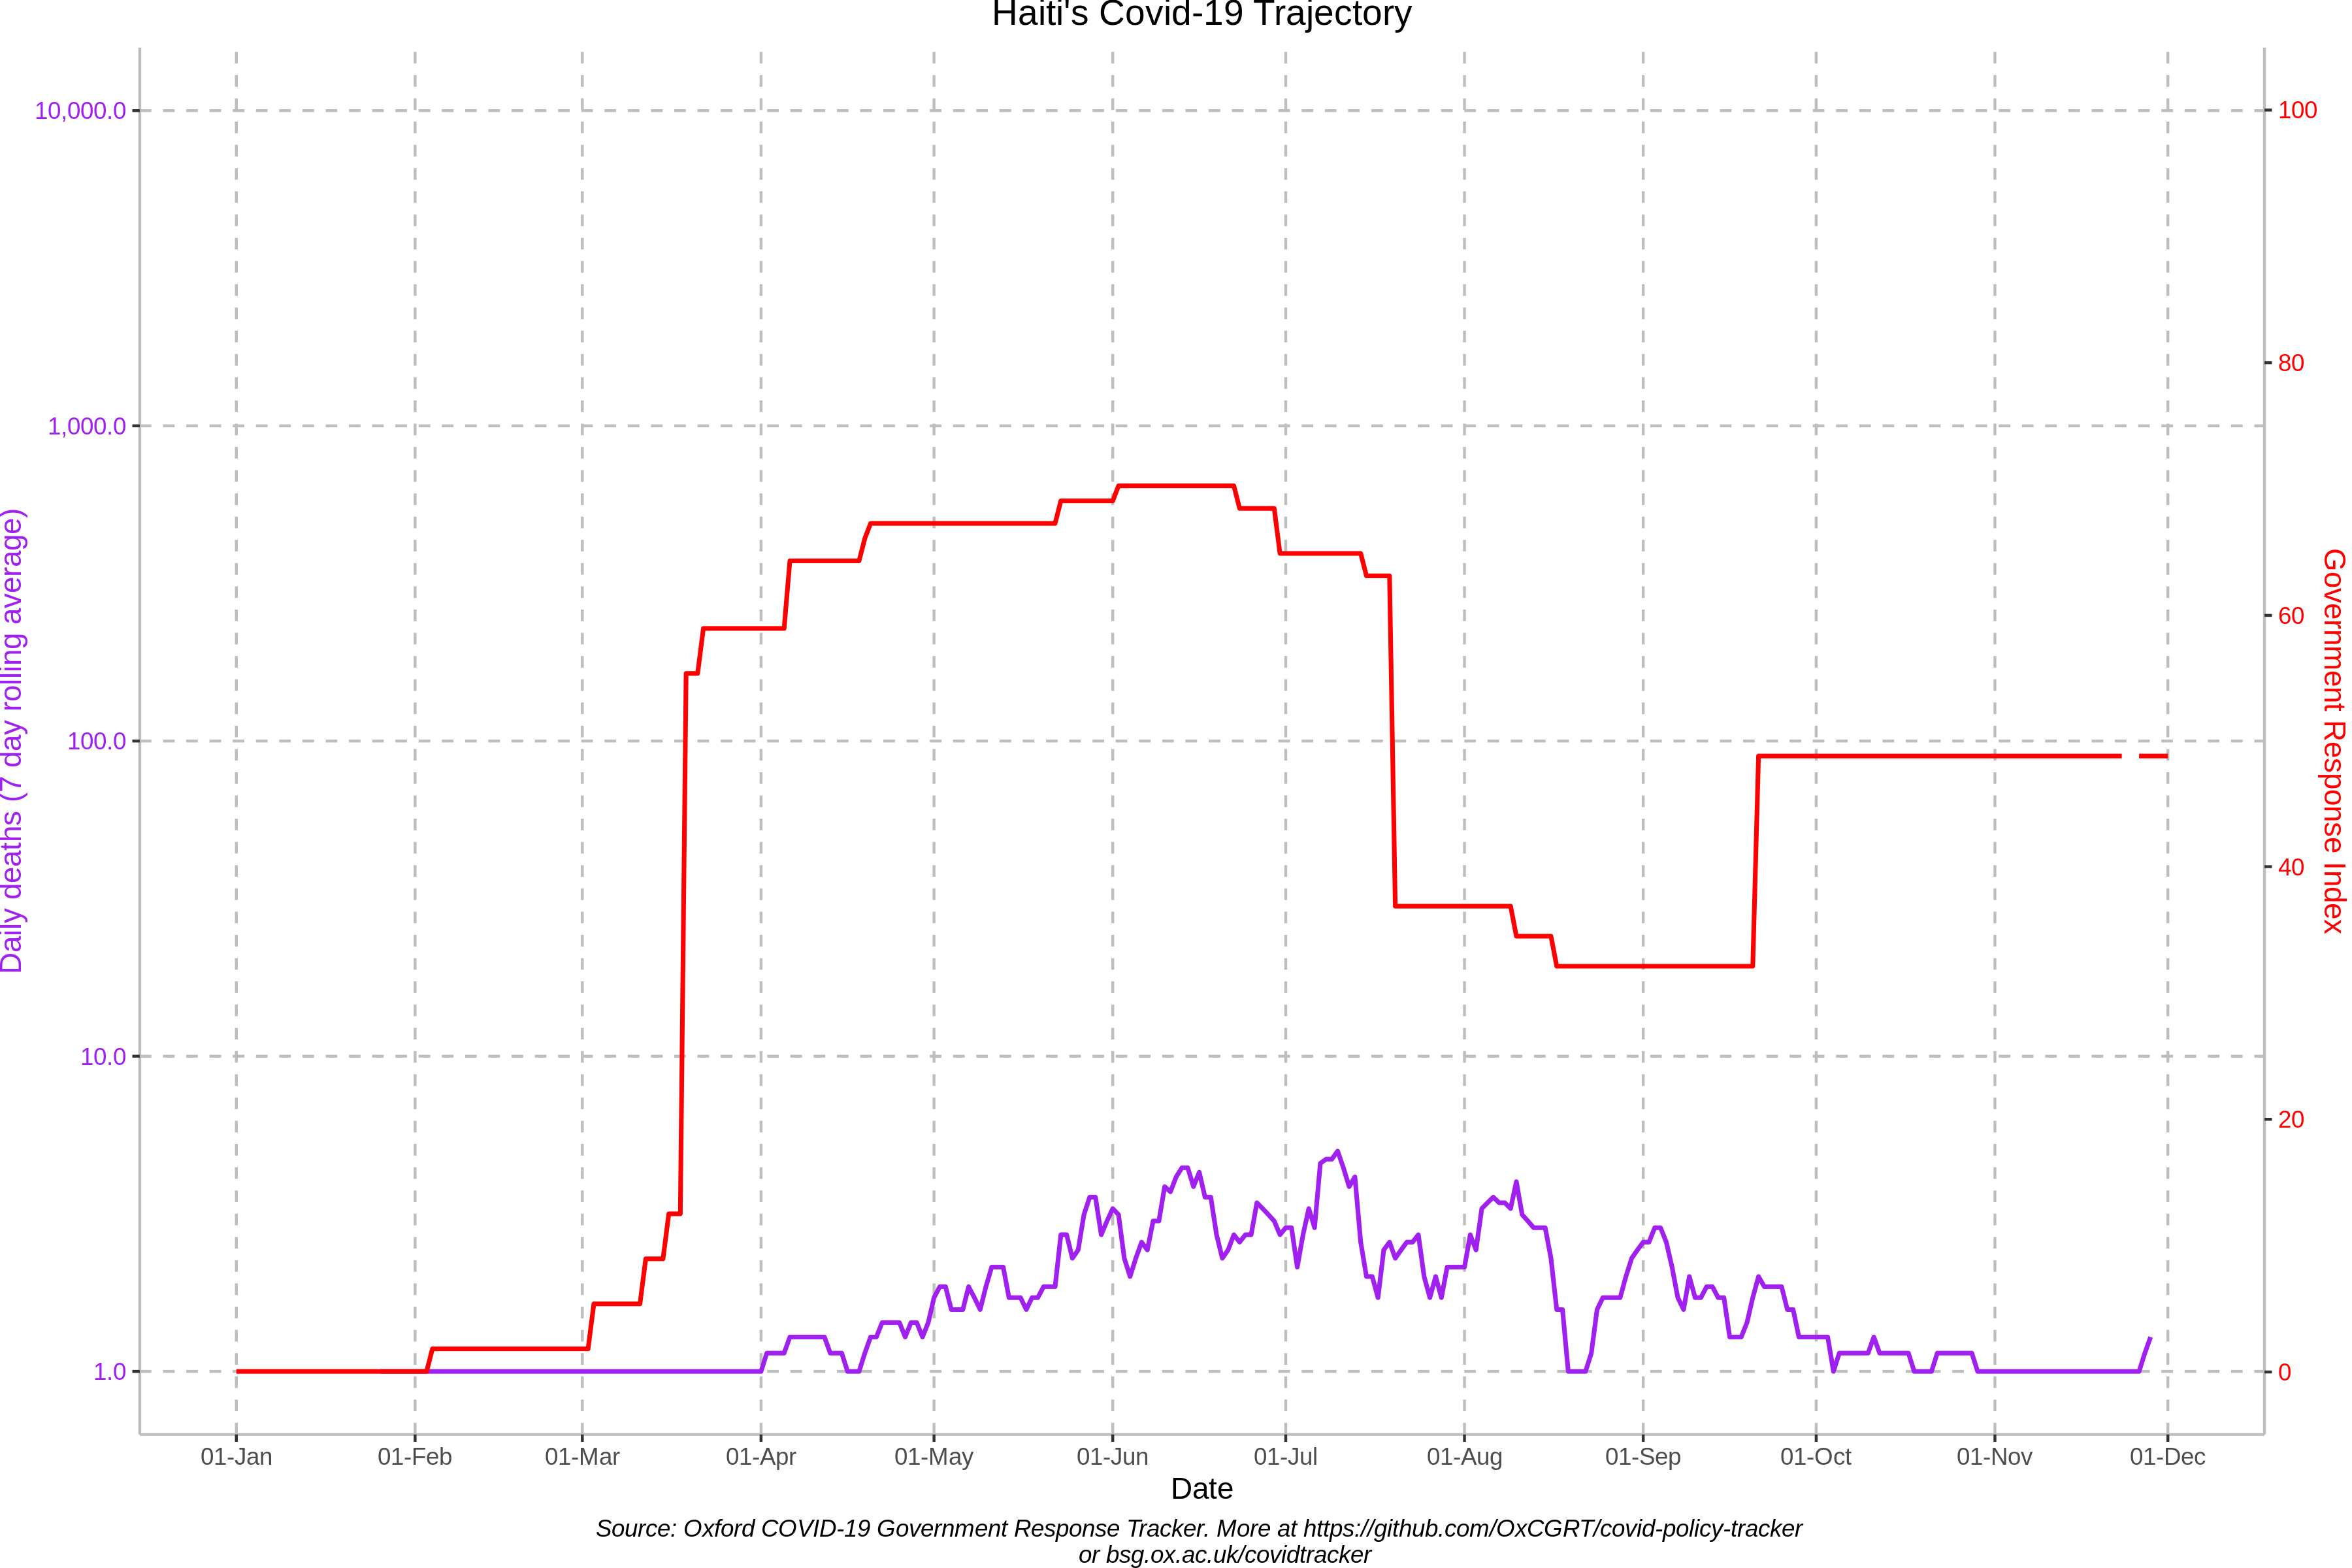 Haiti's Covid-19 Trajectory
10,000.0
1,000.0
100.0
10.0
1.0
Daily deaths (7 day rolling average)
100
80
60
40
20
0
Government Response Index
01-Jan
01-Feb
01-Mar
01-Apr
01-May
01-Jun
01-Jul
01-Aug
01-Sep
01-Oct
01-Nov
01-Dec
Date
Source: Oxford COVID-19 Government Response Tracker. More at https://github.com/OxCGRT/covid-policy-tracker
or bsg.ox.ac.uk/covidtracker